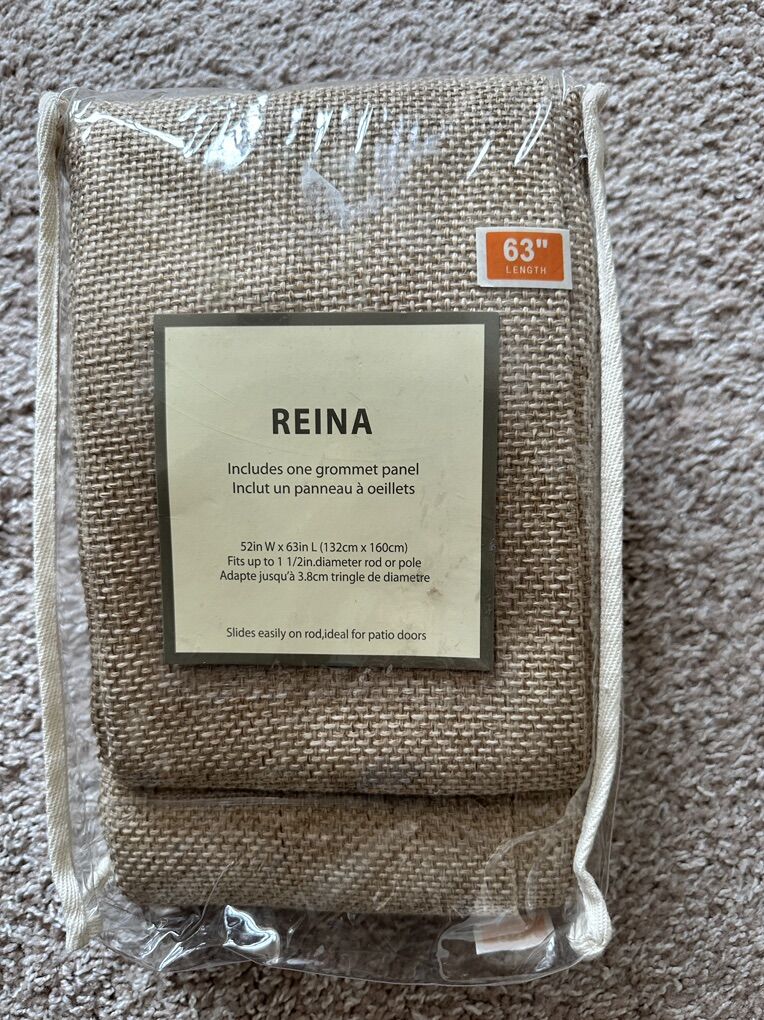 63"
LENGTH
REINA
Includes one grommet panel
Inclut un panneau à oeillets
52in W x 63in L (132cm x 160cm)
Fits up to 1 1/2in.diameter rod or pole
Adapte jusqu'à 3.8cm tringle de diametre
Slides easily on rod,ideal for patio doors